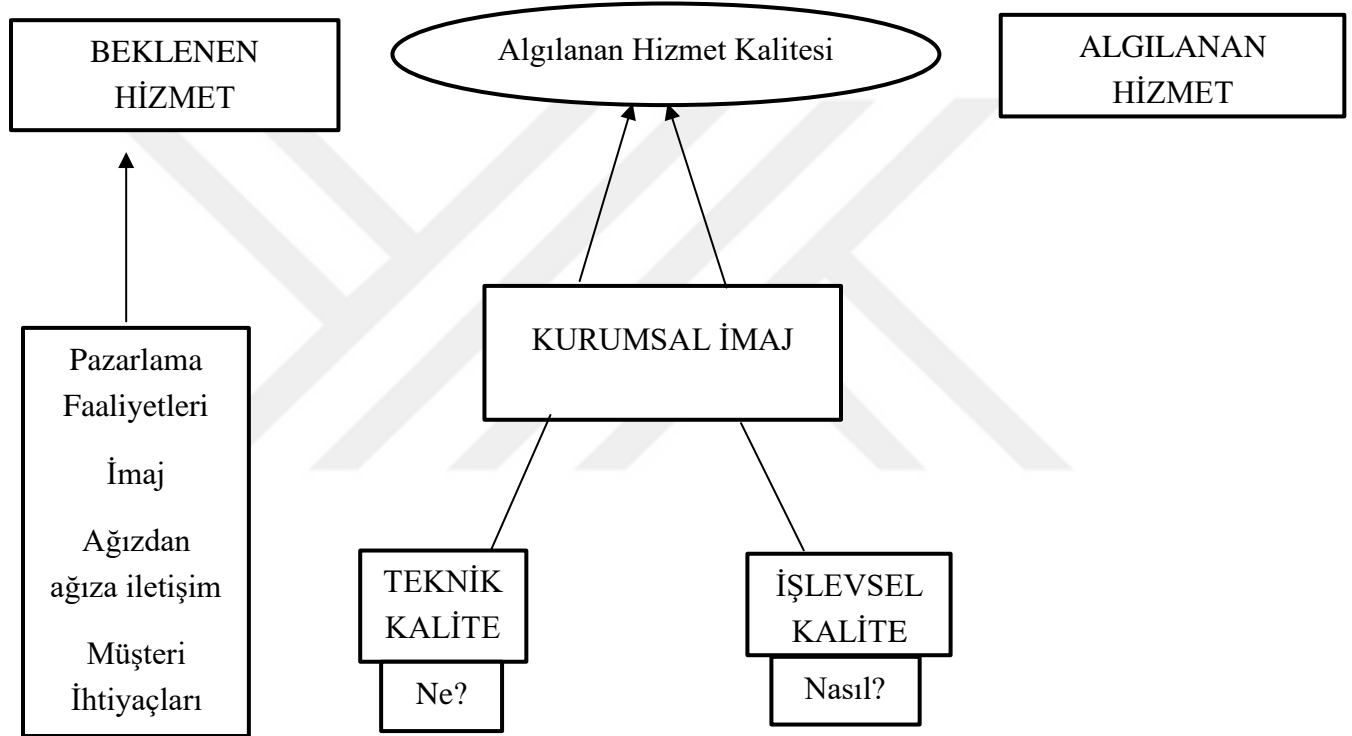 BEKLENEN
HİZMET
Algılanan Hizmet Kalitesi
ALGILANAN
HİZMET
KURUMSAL İMAJ
Pazarlama
Faaliyetleri
İmaj
Ağızdan
ağıza iletişim
Müşteri
İhtiyaçları
TEKNİK
KALİTE
Ne?
İŞLEVSEL
KALİTE
Nasıl?